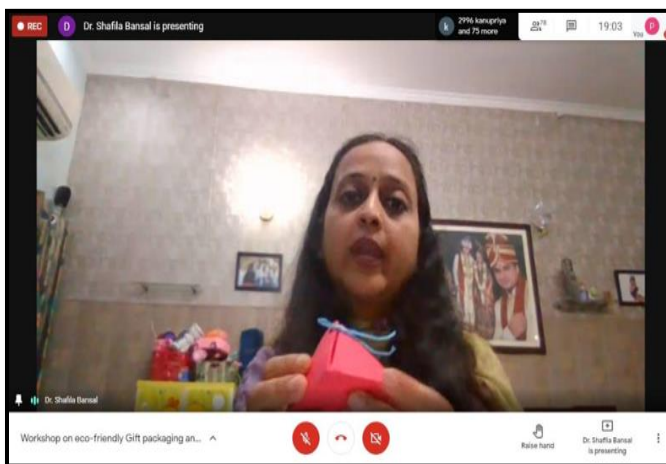 REC
D
Dr. Shafila Bansal is presenting
k
2996 kanupriya
and 75 more
78
19:03
You
P
Dr. Shafila Bansal
Workshop on eco-friendly Gift packaging an...
Raise hand
Dr. Shafila Bansal
is presenting